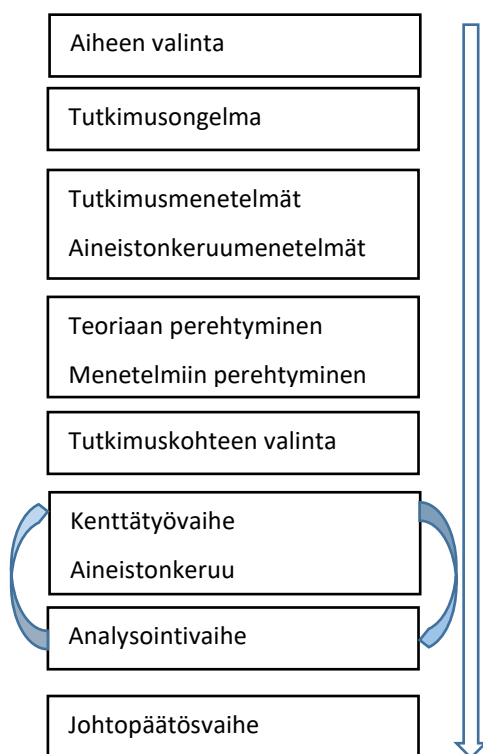 Aiheen valinta
Tutkimusongelma
Tutkimusmenetelmät
Aineistonkeruumenetelmät
Teoriaan perehtyminen
Menetelmiin perehtyminen
Tutkimuskohteen valinta
Kenttätyövaihe
Aineistonkeruu
Analysointivaihe
Johtopäätösvaihe